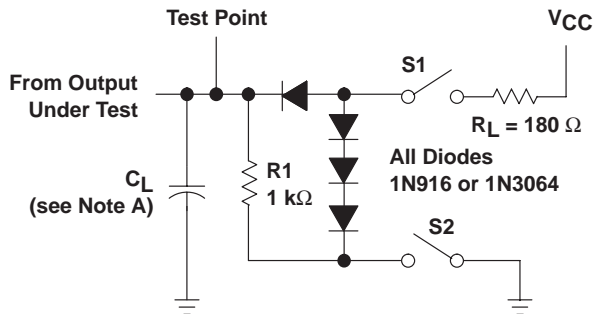 Test Point
VCC
S1
From Output
Under Test
RL = 180 Ω
All Diodes
1N916 or 1N3064
R1
1 kΩ
CL
(see Note A)
S2